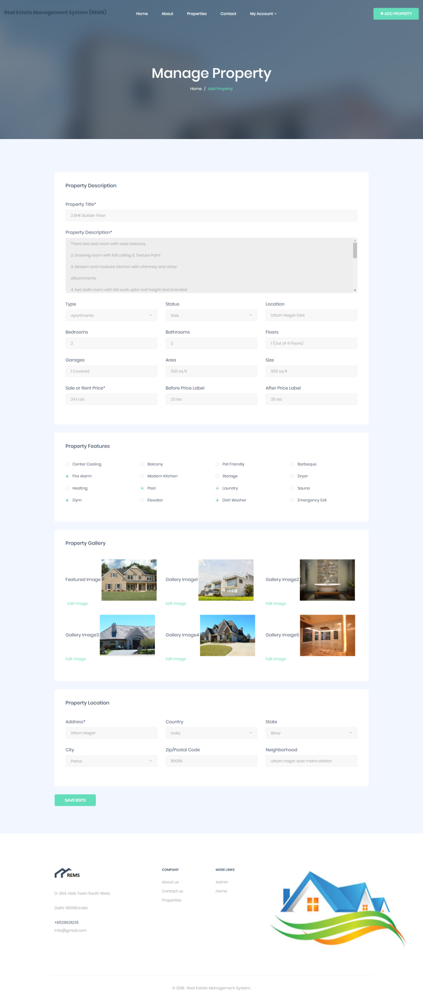 Real Estate Management System (REMS)
Home
About
Properties
Contact
My Account
ADD PROPERTY
Manage Property
Home / Add Property
Property Description
Property Title*
2 BHK Builder Floor
Property Description*
There two bed room with wide balcony.
2. Drawing room with fall ceiling & Texture Paint
3. Modern and modular kitchen with chimney and other
attachments.
4. two bath room with tile work upto roof height and branded
Type
Status
Location
Apartments
Sale
Uttam Nagar East
Bedrooms
Bathrooms
Floors
2
2
1 (Out of 4 Floors)
Garages
Area
Size
1 Covered
520 sq ft
500 sq ft
Sale or Rent Price*
Before Price Label
After Price Label
24.1 Lac
23 lac
25 lac
Property Features
Center Cooling
Balcony
Pet Friendly
Barbeque
Fire Alarm
Modern Kitchen
Storage
Dryer
Heating
Pool
Laundry
Sauna
Gym
Elevator
Dish Washer
Emergency Exit
Property Gallery
Featured Image
Gallery Image1
Gallery Image2
Edit Image
Edit Image
Edit Image
Gallery Image3
Gallery Image4
Gallery Image5
Edit Image
Edit Image
Edit Image
Property Location
Address*
Country
State
Uttam Nagar
India
Bihar
City
Zip/Postal Code
Neighborhood
Patna
110096
uttam nagar east metro station
SAVE EDITS
REMS
D-204, Hole Town South West,
Delhi-110096,India
+8529631235
info@gmail.com
COMPANY
About us
Contact us
Properties
MORE LINKS
Admin
Home
© 2019 , Real Estate Management System.